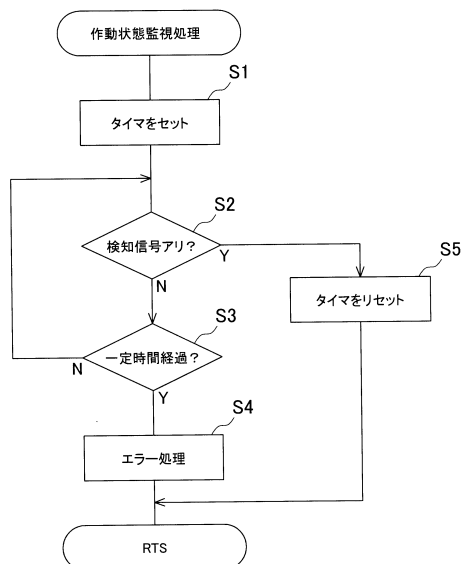 作動状態監視処理
S1
タイマをセット
S2
検知信号アリ？
Y
N
S5
タイマをリセット
S3
一定時間経過？
N
Y
S4
エラー処理
RTS